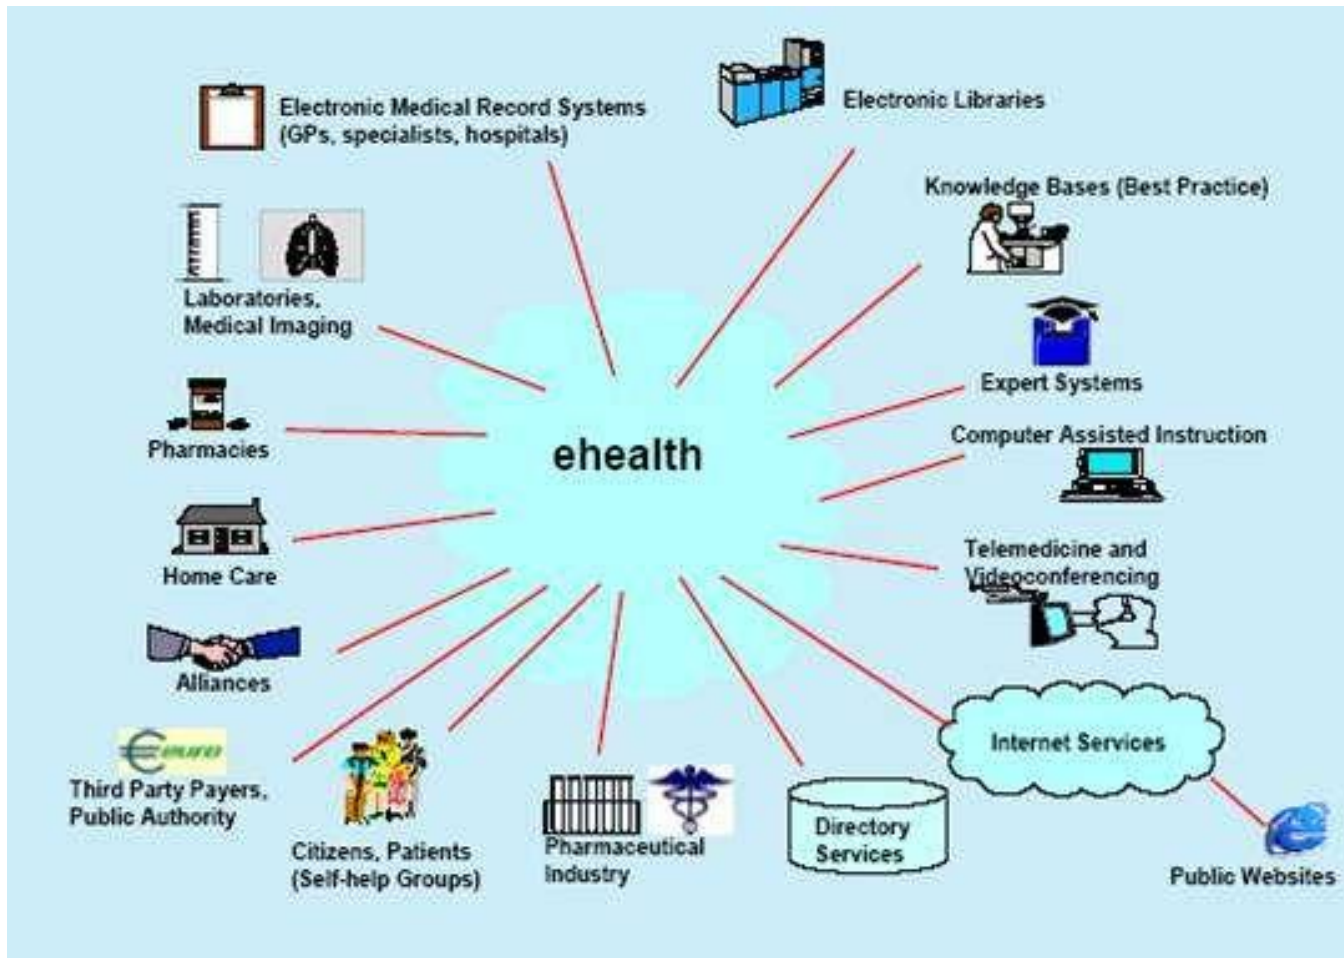 Electronic Medical Record Systems
(GPs, specialists, hospitals)
Electronic Libraries
Knowledge Bases (Best Practice)
Laboratories,
Medical Imaging
Expert Systems
Pharmacies
ehealth
Computer Assisted Instruction
Home Care
Telemedicine and
Videoconferencing
Alliances
Internet Services
euro
Third Party Payers,
Public Authority
Citizens, Patients
(Self-help Groups)
Pharmaceutical
Industry
Directory
Services
Public Websites